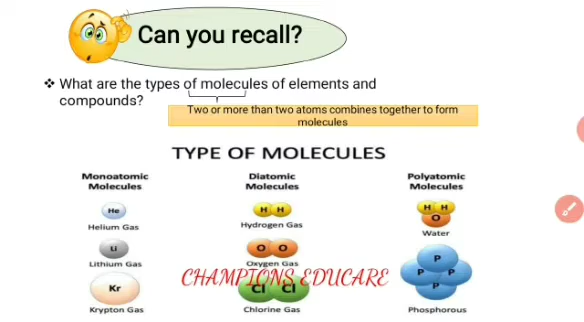 Can you recall?
❖ What are the types of molecules of elements and
compounds?
Two or more than two atoms combines together to form
molecules
TYPE OF MOLECULES
Monoatomic
Molecules
He
Helium Gas
Li
Lithium Gas
Kr
Krypton Gas
Diatomic
Molecules
H H
Hydrogen Gas
O O
Oxygen Gas
Cl Cl
Chlorine Gas
Polyatomic
Molecules
H H
O
Water
P
P P
P
Phosphorous
CHAMPIONS EDUCARE